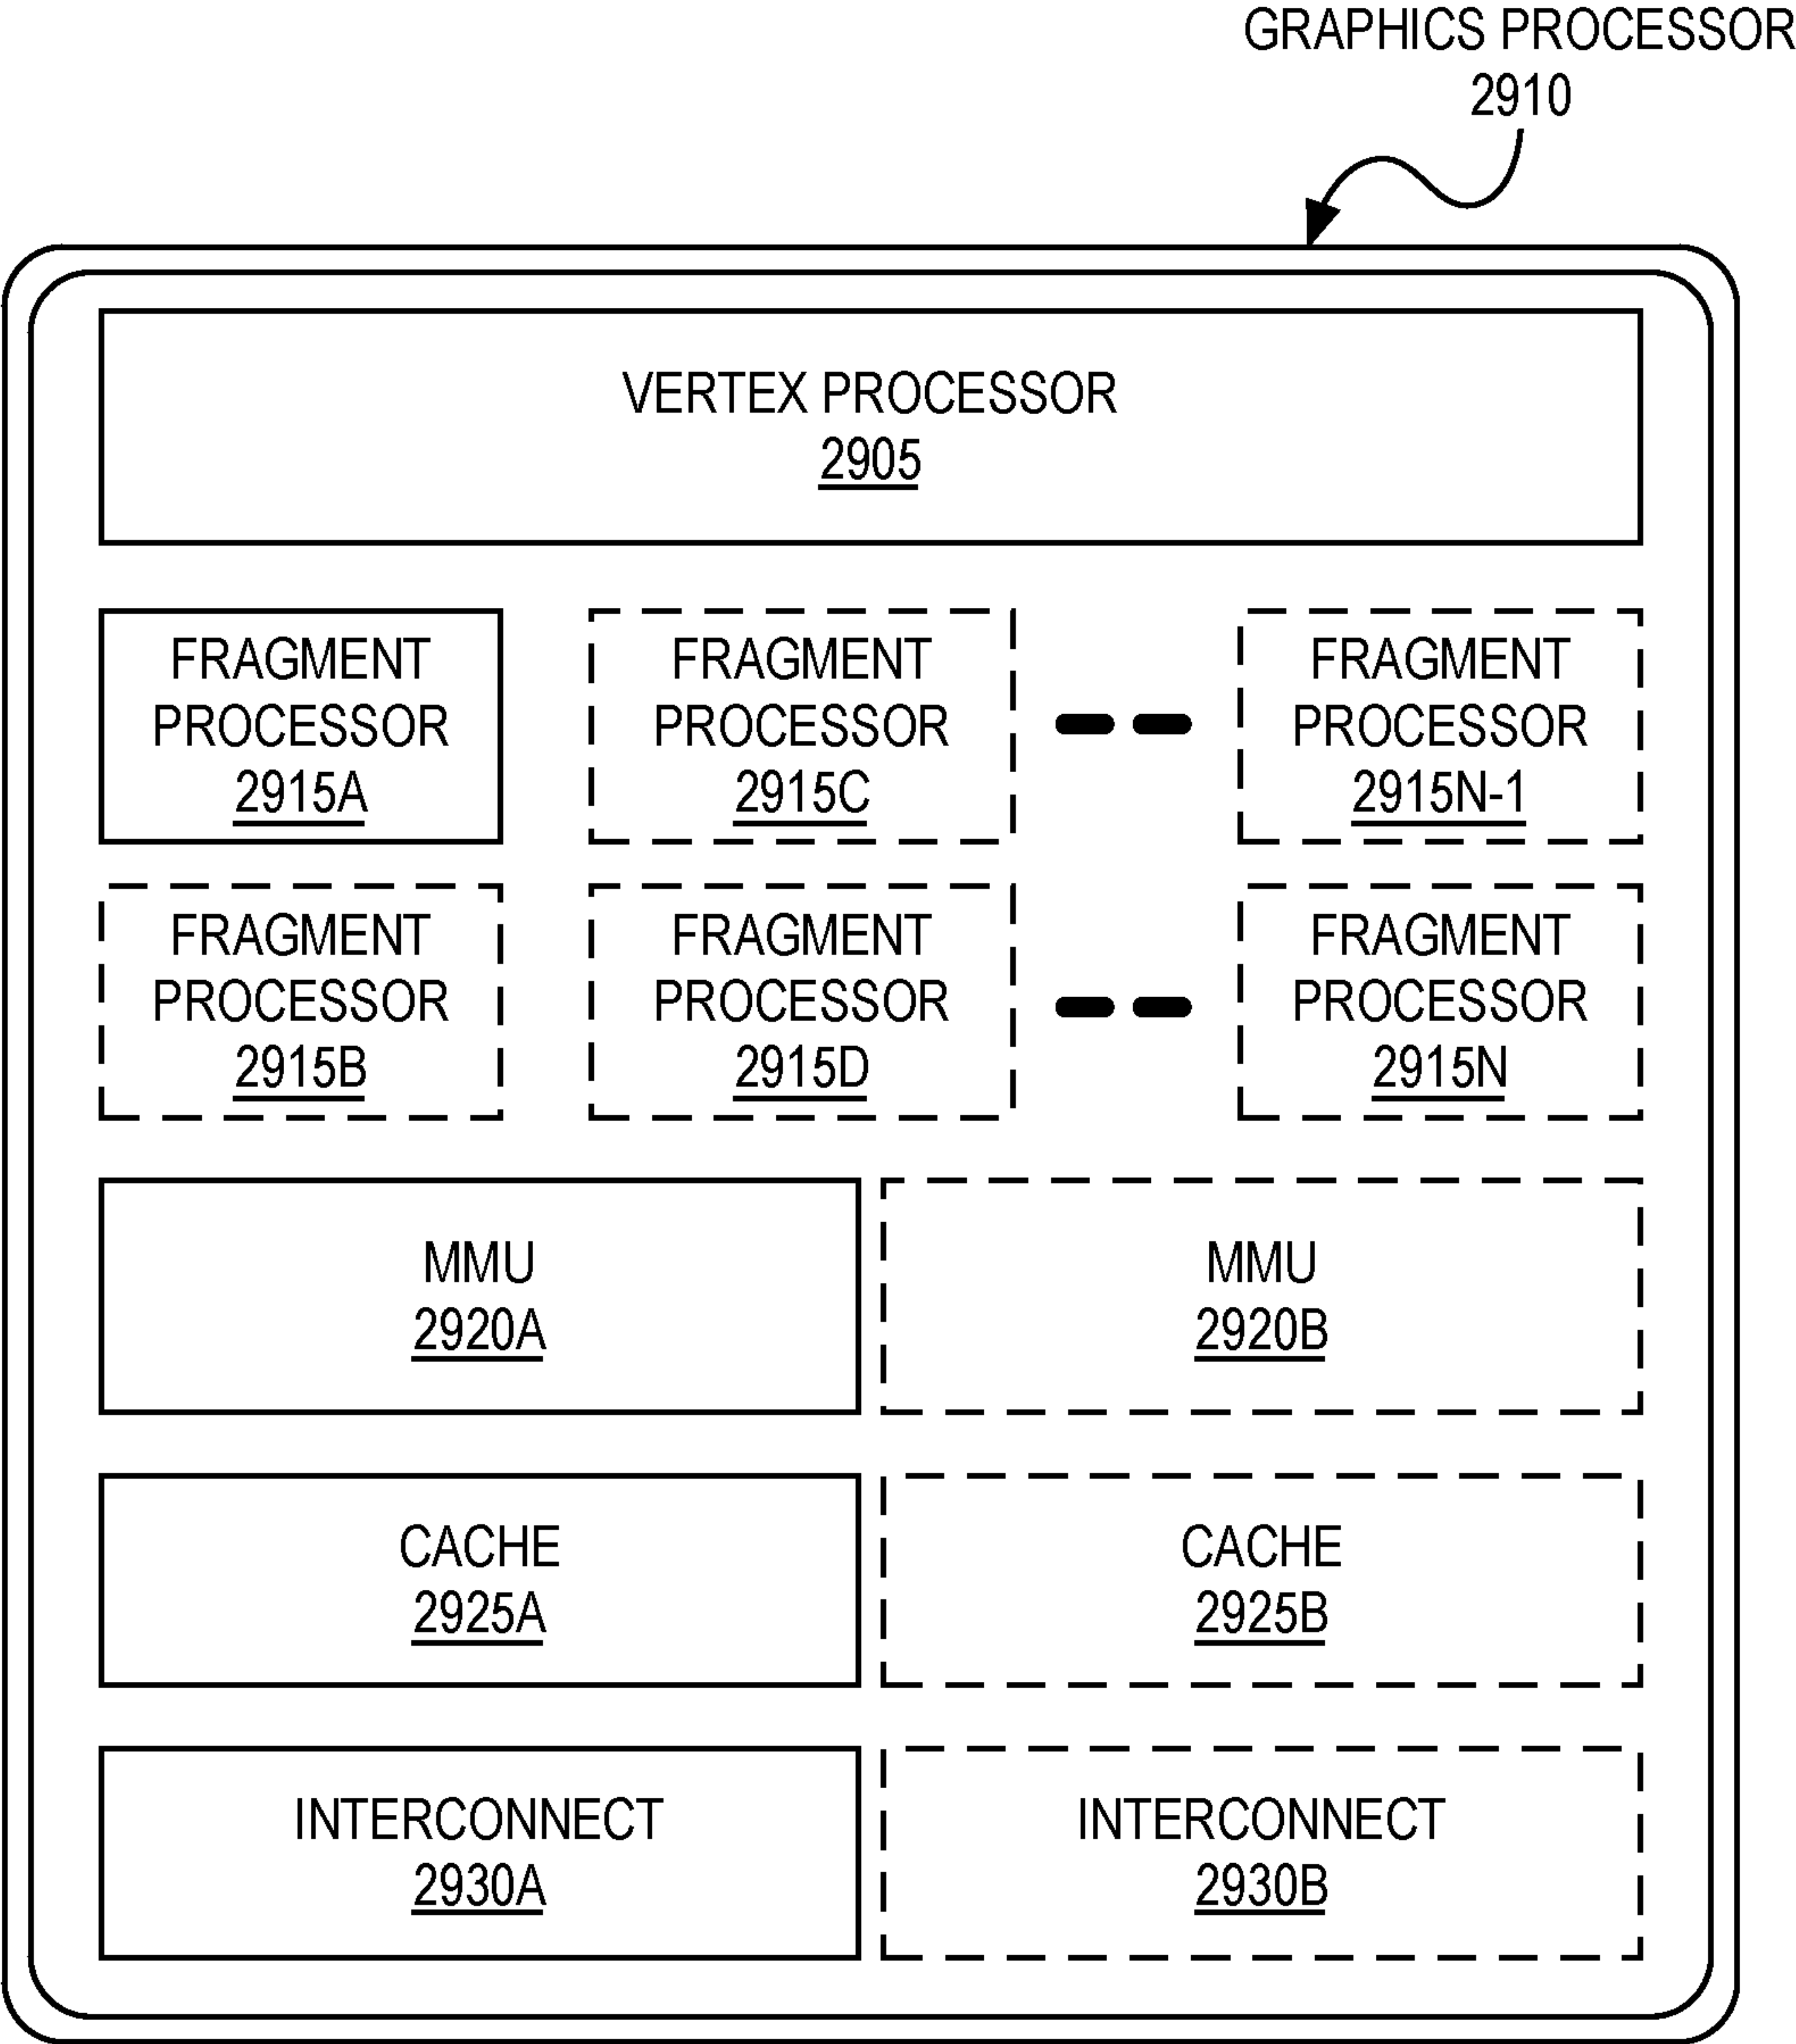 GRAPHICS PROCESSOR
2910
VERTEX PROCESSOR
2905
FRAGMENT
PROCESSOR
2915A
FRAGMENT
PROCESSOR
2915C
FRAGMENT
PROCESSOR
2915N-1
FRAGMENT
PROCESSOR
2915B
FRAGMENT
PROCESSOR
2915D
FRAGMENT
PROCESSOR
2915N
MMU
2920A
MMU
2920B
CACHE
2925A
CACHE
2925B
INTERCONNECT
2930A
INTERCONNECT
2930B